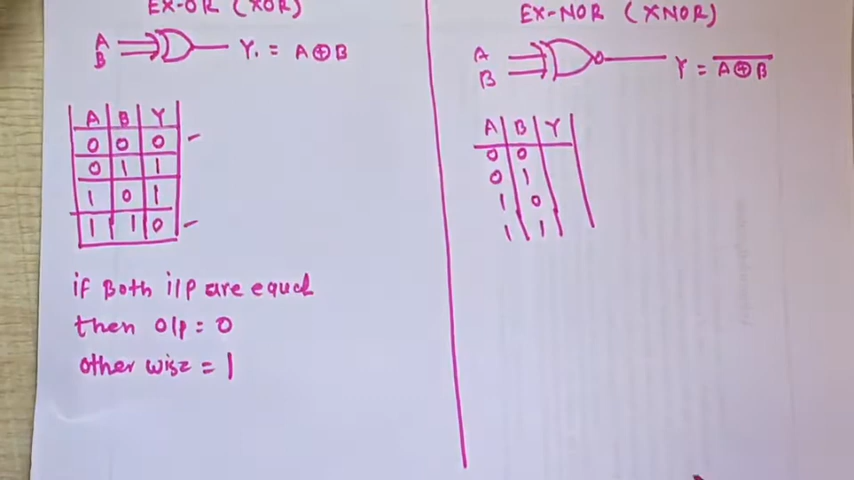 EX-OR (XOR)
A
B
Y. = A ⊕ B
A B Y
0 0 0
0 1 1
1 0 1
1 1 0
if Both i/p are equal
then o/p = 0
other wise = 1
EX-NOR (XNOR)
A
B
Y = \overline{A ⊕ B}
A B Y
0 0
0 1
1 0
1 1